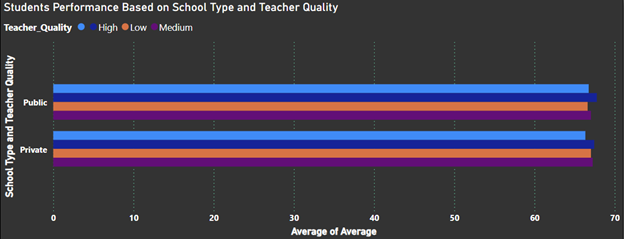 Students Performance Based on School Type and Teacher Quality
Teacher_Quality High Low Medium
School Type and Teacher Quality
Public
Private
0 10 20 30 40 50 60 70
Average of Average